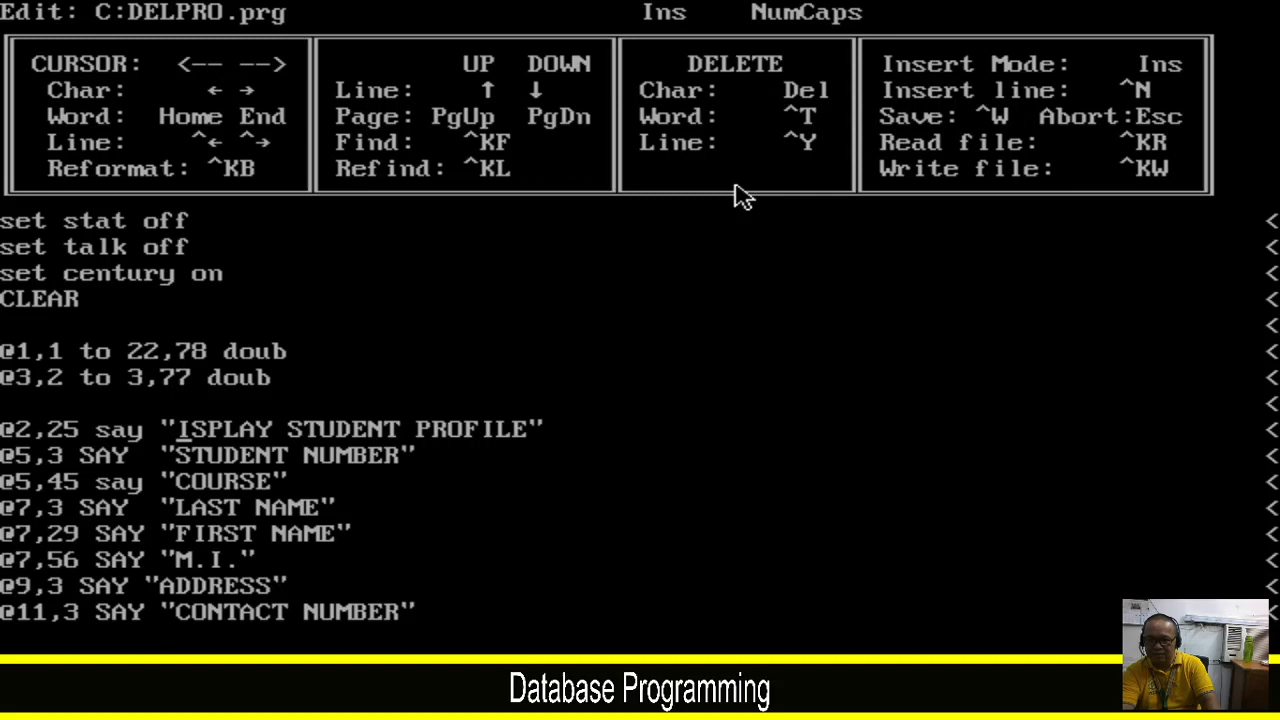 Edit: C:DELPRO.prg Ins NumCaps
CURSOR: <-- --> UP DOWN DELETE Insert Mode: Ins
Char: ← → Line: ↑ ↓ Char: Del Insert line: ^N
Word: Home End Page: PgUp PgDn Word: ^T Save: ^W Abort:Esc
Line: ^← ^→ Find: ^KF Line: ^Y Read file: ^KR
Reformat: ^KB Refind: ^KL Write file: ^KW
set stat off <
set talk off <
set century on <
CLEAR <
<
@1,1 to 22,78 doub <
@3,2 to 3,77 doub <
<
@2,25 say "ISPLAY STUDENT PROFILE" <
@5,3 SAY  "STUDENT NUMBER" <
@5,45 say "COURSE" <
@7,3 SAY  "LAST NAME" <
@7,29 SAY "FIRST NAME" <
@7,56 SAY "M.I." <
@9,3 SAY "ADDRESS" <
@11,3 SAY "CONTACT NUMBER" <
Database Programming